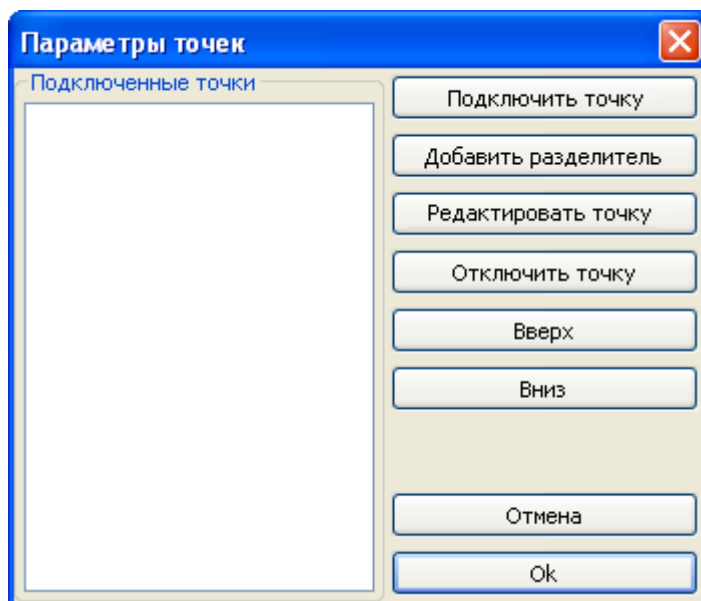 Параметры точек
Подключенные точки
Подключить точку
Добавить разделитель
Редактировать точку
Отключить точку
Вверх
Вниз
Отмена
Ok